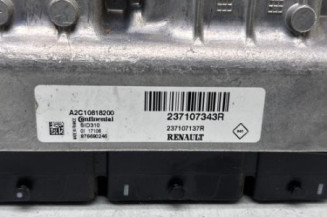 A2C10818200
Continental
SID310
237107343R
237107137R
RENAULT